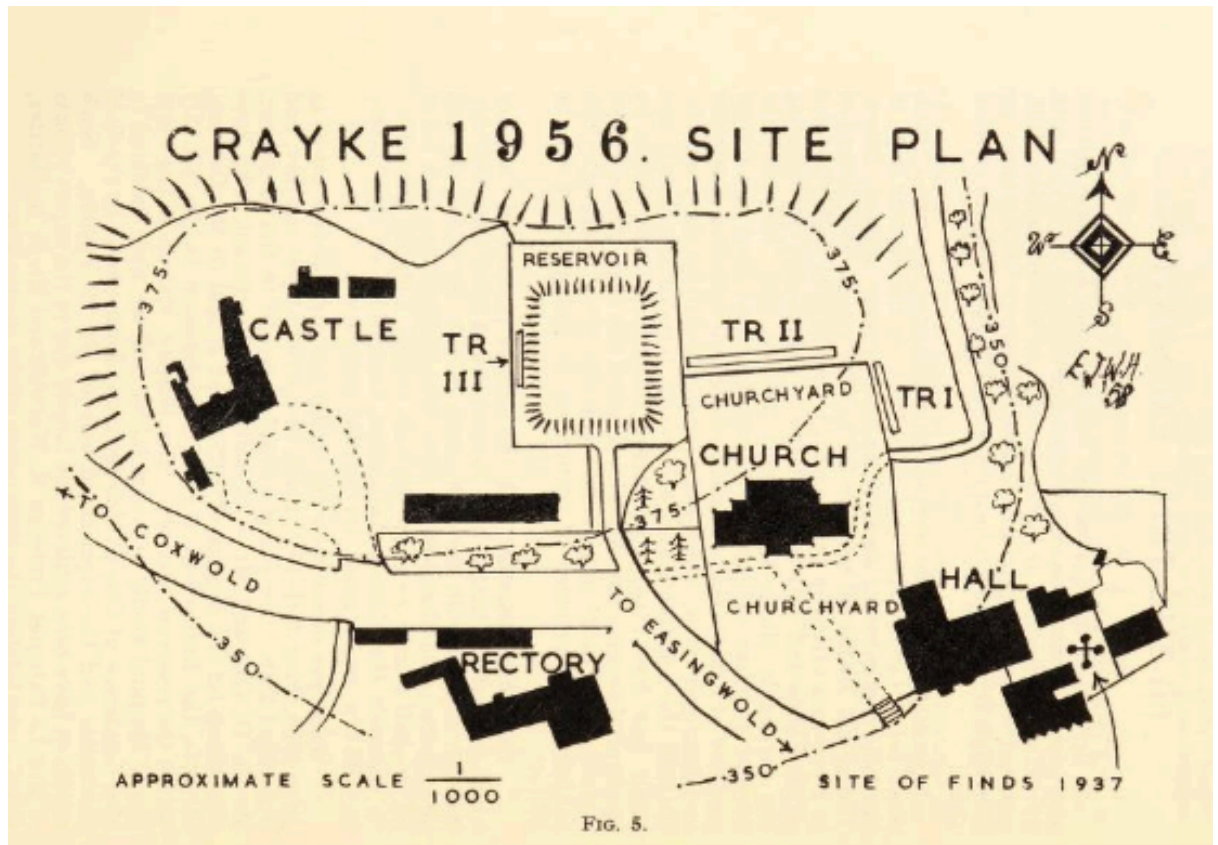 CRAYKE 1956. SITE PLAN
N
W
E
S
RESERVOIR
375
375
CASTLE
TR
III
TR II
350
E.J.W.H.
58
CHURCHYARD
TR I
CHURCH
375
TO COXWOLD
HALL
TO EASINGWOLD
CHURCHYARD
350
RECTORY
350
APPROXIMATE SCALE 1
1000
SITE OF FINDS 1937
FIG. 5.